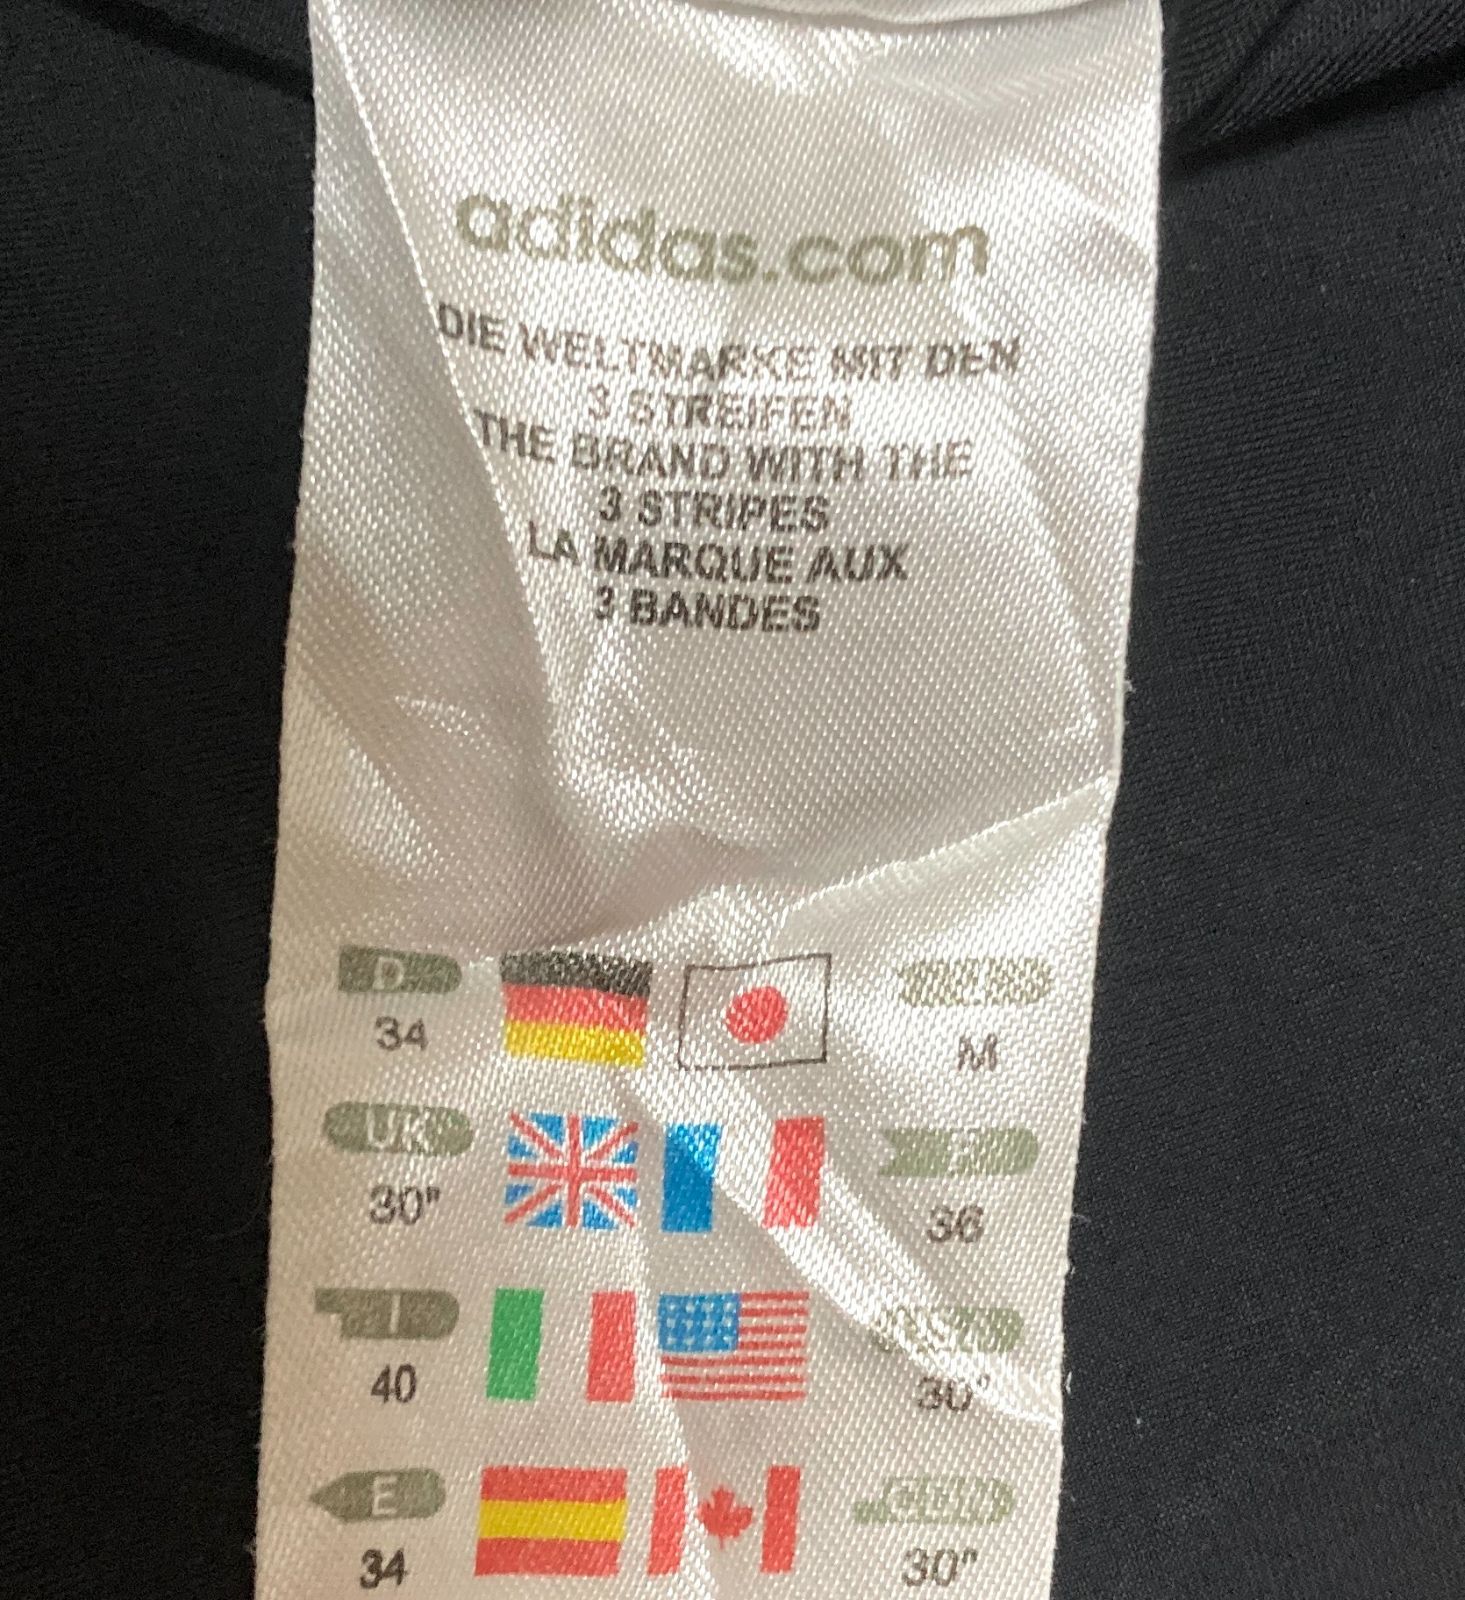 adidas.com
DIE WELTMARKE MIT DEN
3 STREIFEN
THE BRAND WITH THE
3 STRIPES
LA MARQUE AUX
3 BANDES
D
34 M
UK F
30" 36
I
40 30"
E CDN
34 30"